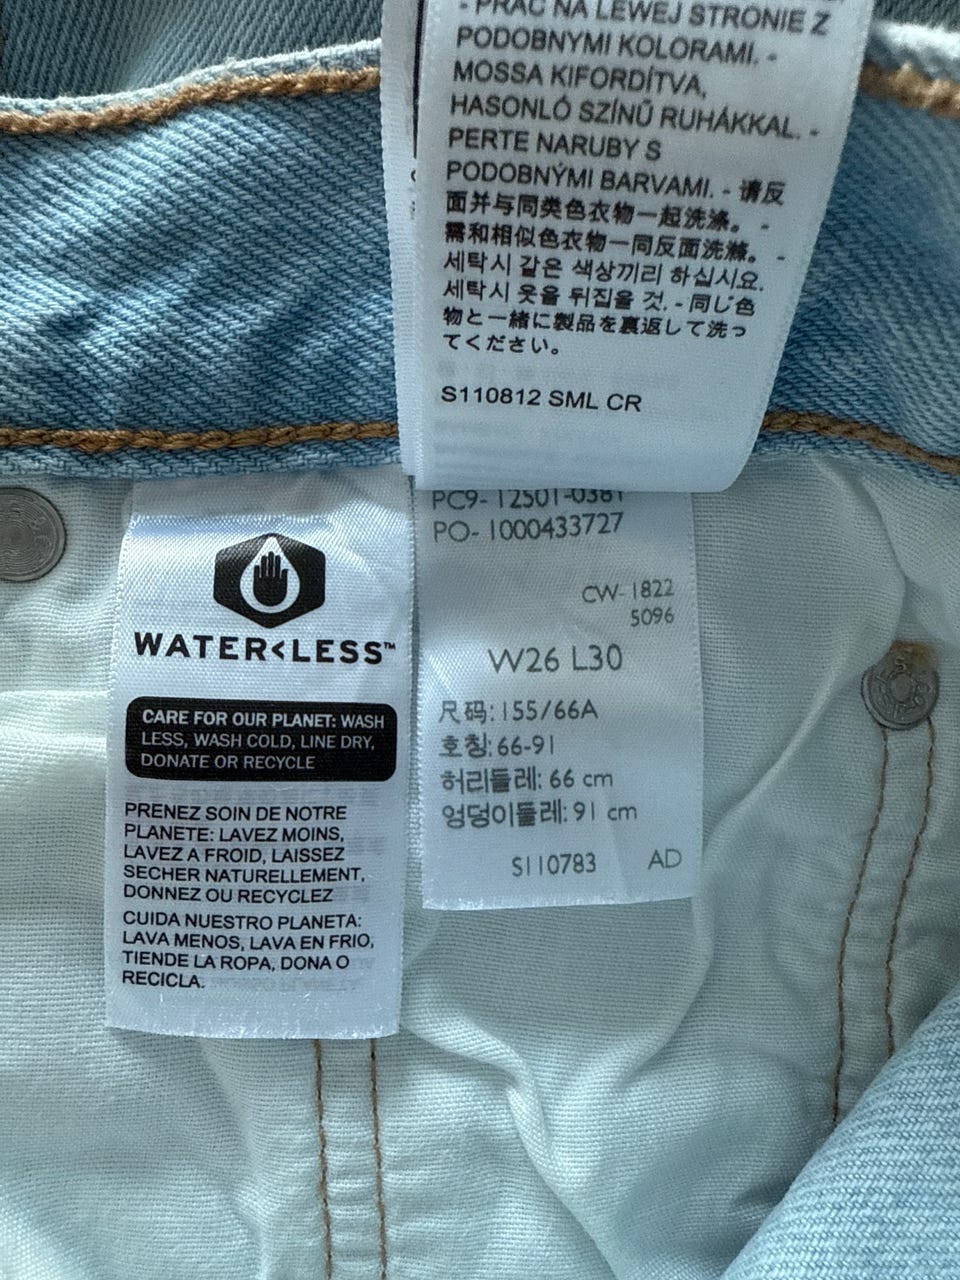 - PRAĆ NA LEWEJ STRONIE Z
PODOBNYMI KOLORAMI. -
MOSSA KIFORDÍTVA,
HASONLÓ SZÍNŰ RUHÁKKAL. -
PERTE NARUBY S
PODOBNÝMI BARVAMI. - 请反
面并与同类色衣物一起洗涤。 -
需和相似色衣物一同反面洗滌。 -
세탁시 같은 색상끼리 하십시요.
세탁시 옷을 뒤집을 것. - 同じ色
物と一緒に製品を裏返して洗っ
てください。
S110812 SML CR
PC9- 12501-0381
PO- 1000433727
CW- 1822
5096
W26 L30
尺码: 155/66A
호칭: 66-91
허리둘레: 66 cm
엉덩이둘레: 91 cm
S110783 AD
WATER<LESS™
CARE FOR OUR PLANET: WASH
LESS, WASH COLD, LINE DRY,
DONATE OR RECYCLE
PRENEZ SOIN DE NOTRE
PLANETE: LAVEZ MOINS,
LAVEZ A FROID, LAISSEZ
SECHER NATURELLEMENT,
DONNEZ OU RECYCLEZ
CUIDA NUESTRO PLANETA:
LAVA MENOS, LAVA EN FRIO,
TIENDE LA ROPA, DONA O
RECICLA.